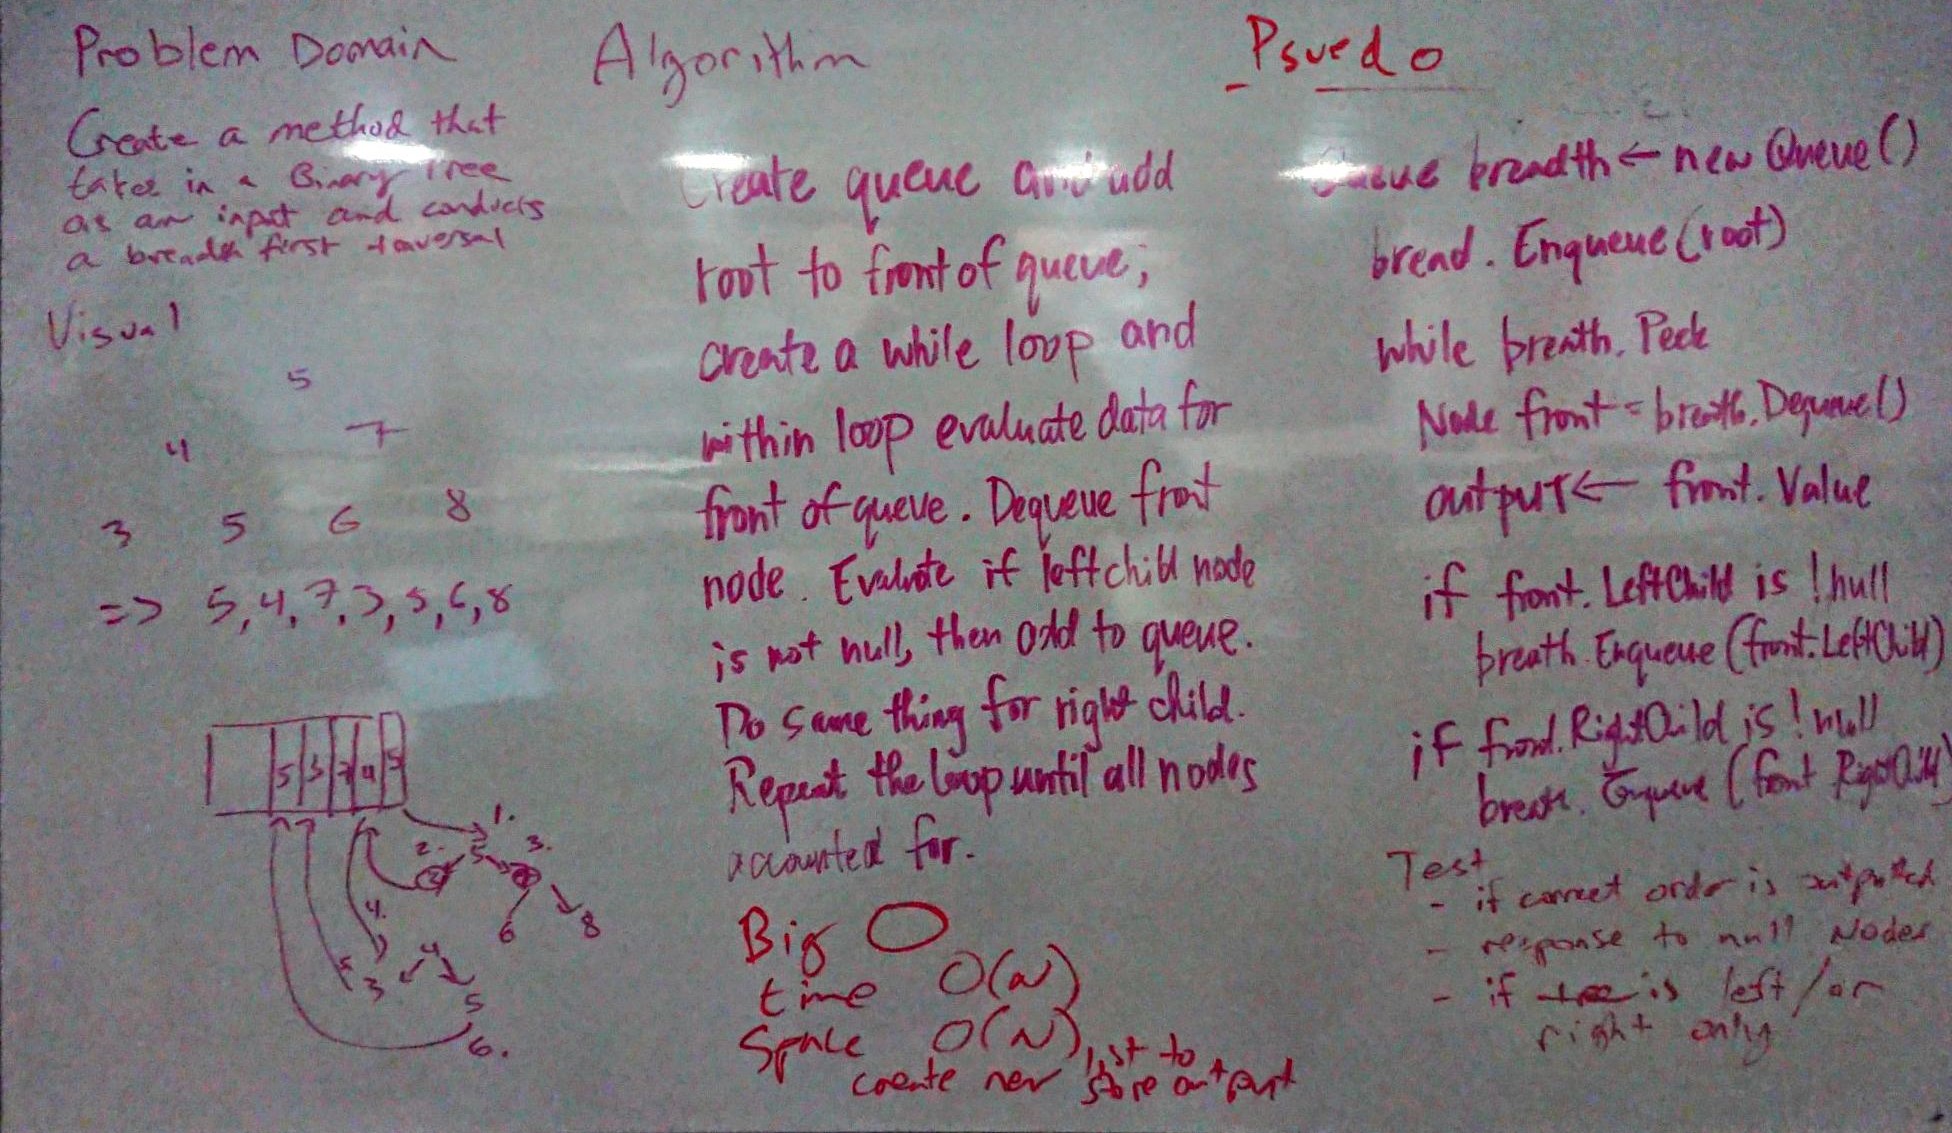 Problem Domain
Create a method that
takes in a Binary Tree
as an input and conducts
a breadth first traversal
Visual
5
4 7
3 5 6 8
=> 5,4,7,3,5,6,8
5 3 7 4 5
1.
2. 5 3.
4. 6 8
4
5 3 5
6.
Algorithm
Create queue and add
root to front of queue;
create a while loop and
within loop evaluate data for
front of queue. Dequeue front
node. Evaluate if left child node
is not null, then add to queue.
Do same thing for right child.
Repeat the loop until all nodes
accounted for.
Big O
time O(N)
Space O(N)
create new list to
store output
Psuedo
Queue breadth ← new Queue()
bread. Enqueue(root)
while breath. Peek
Node front = breath. Dequeue()
output ← front. Value
if front. LeftChild is !null
breath. Enqueue (front. LeftChild)
if front. RightChild is !null
breath. Enqueue (front RightChild)
Test
- if correct order is outputted
- response to null Nodes
- if tree is left/or
right only